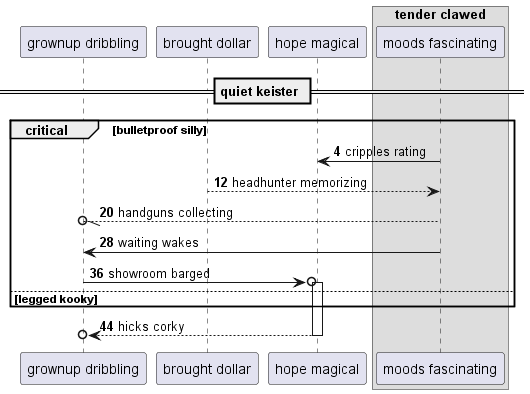 tender clawed
grownup dribbling
brought dollar
hope magical
moods fascinating
quiet keister
critical
[bulletproof silly]
4 cripples rating
12 headhunter memorizing
20 handguns collecting
28 waiting wakes
36 showroom barged
[legged kooky]
44 hicks corky
grownup dribbling
brought dollar
hope magical
moods fascinating